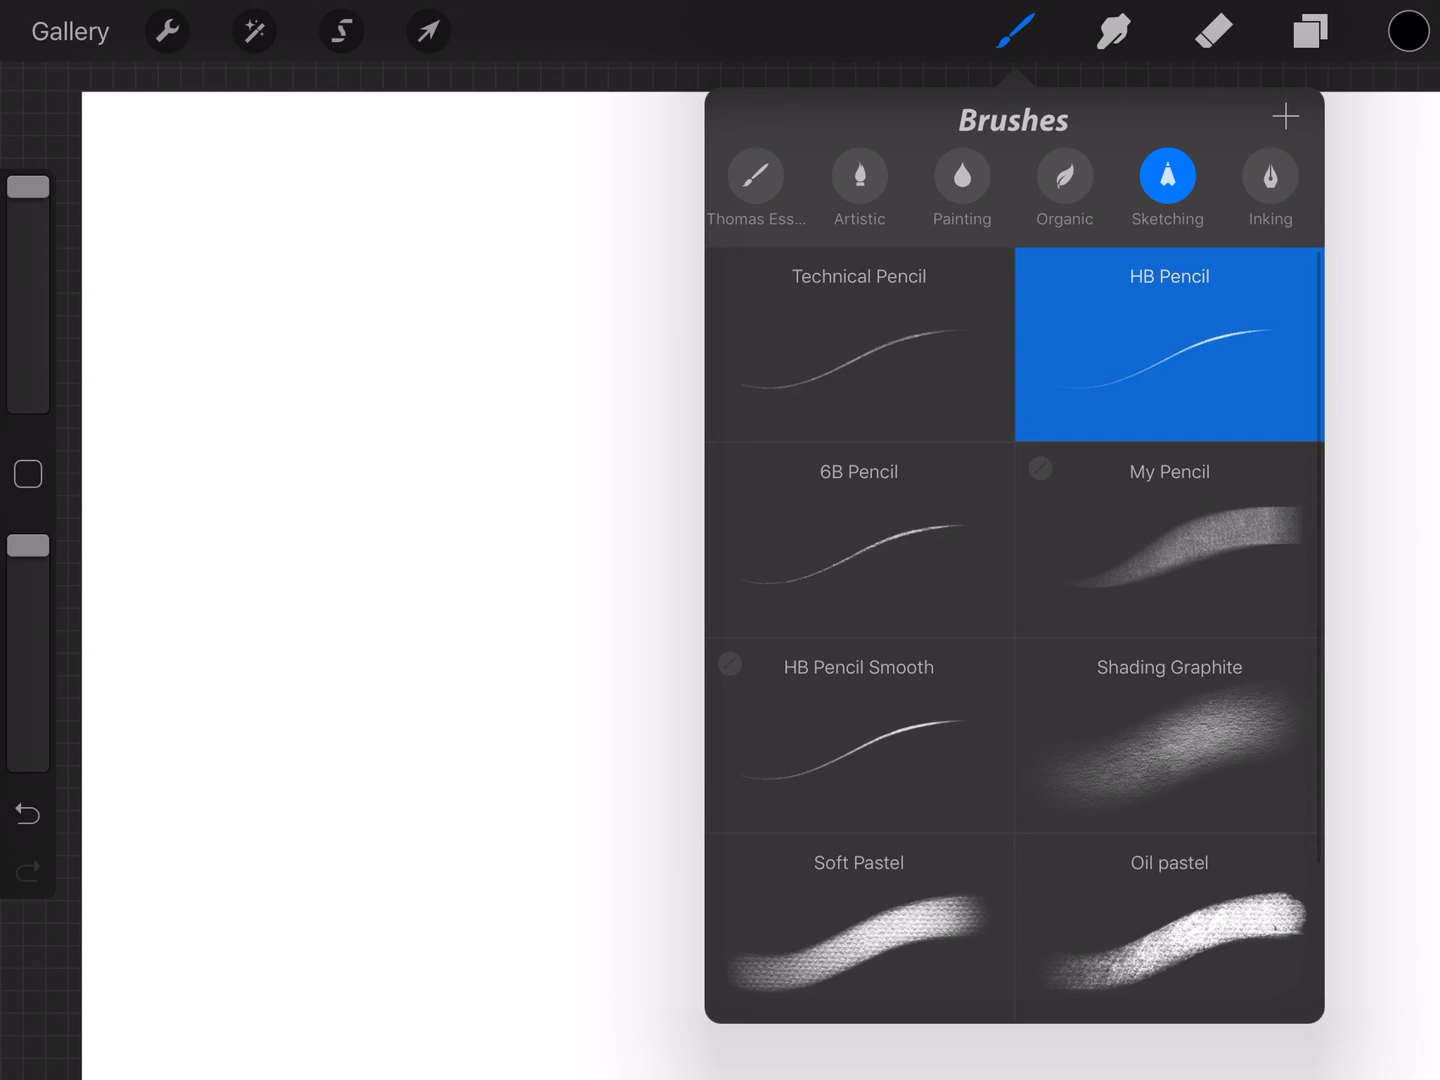 Gallery
Brushes
Thomas Ess...
Artistic
Painting
Organic
Sketching
Inking
Technical Pencil
HB Pencil
6B Pencil
My Pencil
HB Pencil Smooth
Shading Graphite
Soft Pastel
Oil pastel